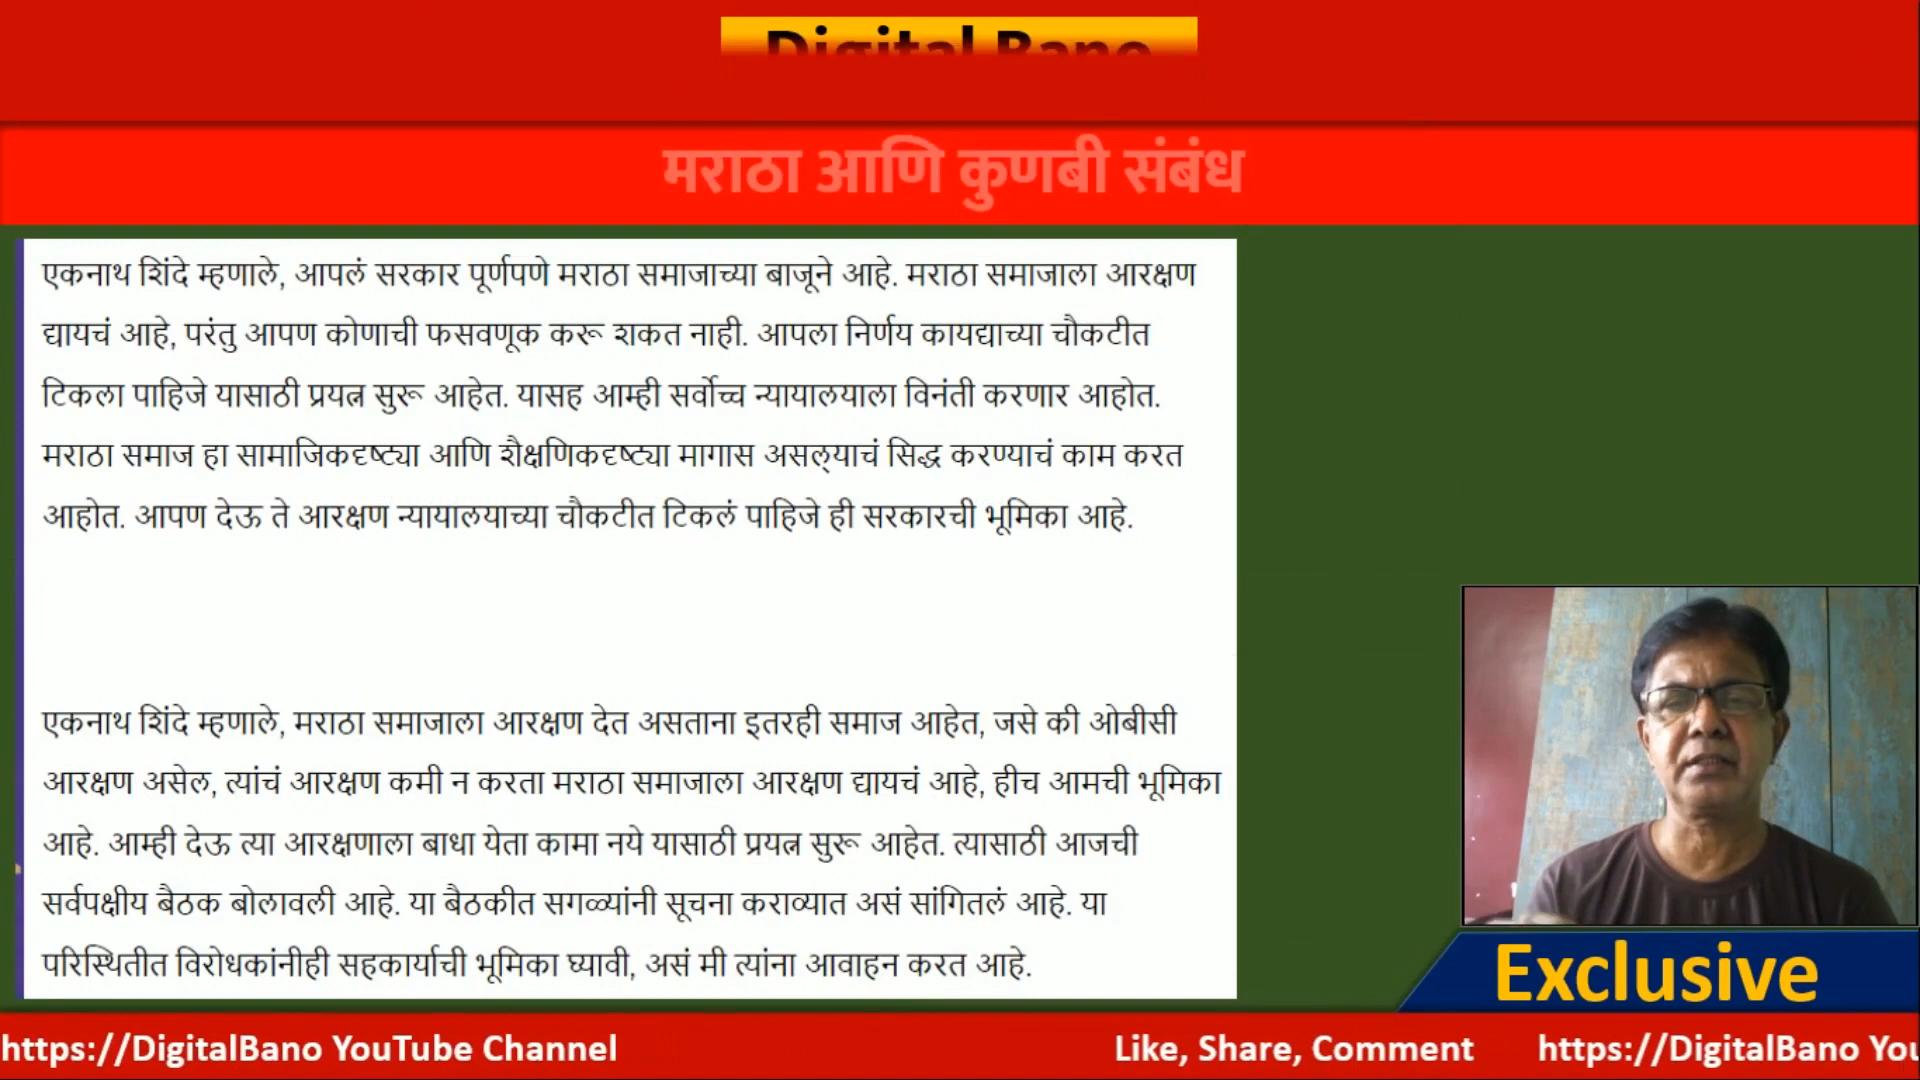 Digital Bano
मराठा आणि कुणबी संबंध
एकनाथ शिंदे म्हणाले, आपलं सरकार पूर्णपणे मराठा समाजाच्या बाजूने आहे. मराठा समाजाला आरक्षण
द्यायचं आहे, परंतु आपण कोणाची फसवणूक करू शकत नाही. आपला निर्णय कायद्याच्या चौकटीत
टिकला पाहिजे यासाठी प्रयत्न सुरू आहेत. यासह आम्ही सर्वोच्च न्यायालयाला विनंती करणार आहोत.
मराठा समाज हा सामाजिकदृष्ट्या आणि शैक्षणिकदृष्ट्या मागास असल्याचं सिद्ध करण्याचं काम करत
आहोत. आपण देऊ ते आरक्षण न्यायालयाच्या चौकटीत टिकलं पाहिजे ही सरकारची भूमिका आहे.
एकनाथ शिंदे म्हणाले, मराठा समाजाला आरक्षण देत असताना इतरही समाज आहेत, जसे की ओबीसी
आरक्षण असेल, त्यांचं आरक्षण कमी न करता मराठा समाजाला आरक्षण द्यायचं आहे, हीच आमची भूमिका
आहे. आम्ही देऊ त्या आरक्षणाला बाधा येता कामा नये यासाठी प्रयत्न सुरू आहेत. त्यासाठी आजची
सर्वपक्षीय बैठक बोलावली आहे. या बैठकीत सगळ्यांनी सूचना कराव्यात असं सांगितलं आहे. या
परिस्थितीत विरोधकांनीही सहकार्याची भूमिका घ्यावी, असं मी त्यांना आवाहन करत आहे.
Exclusive
https://DigitalBano YouTube Channel Like, Share, Comment https://DigitalBano You